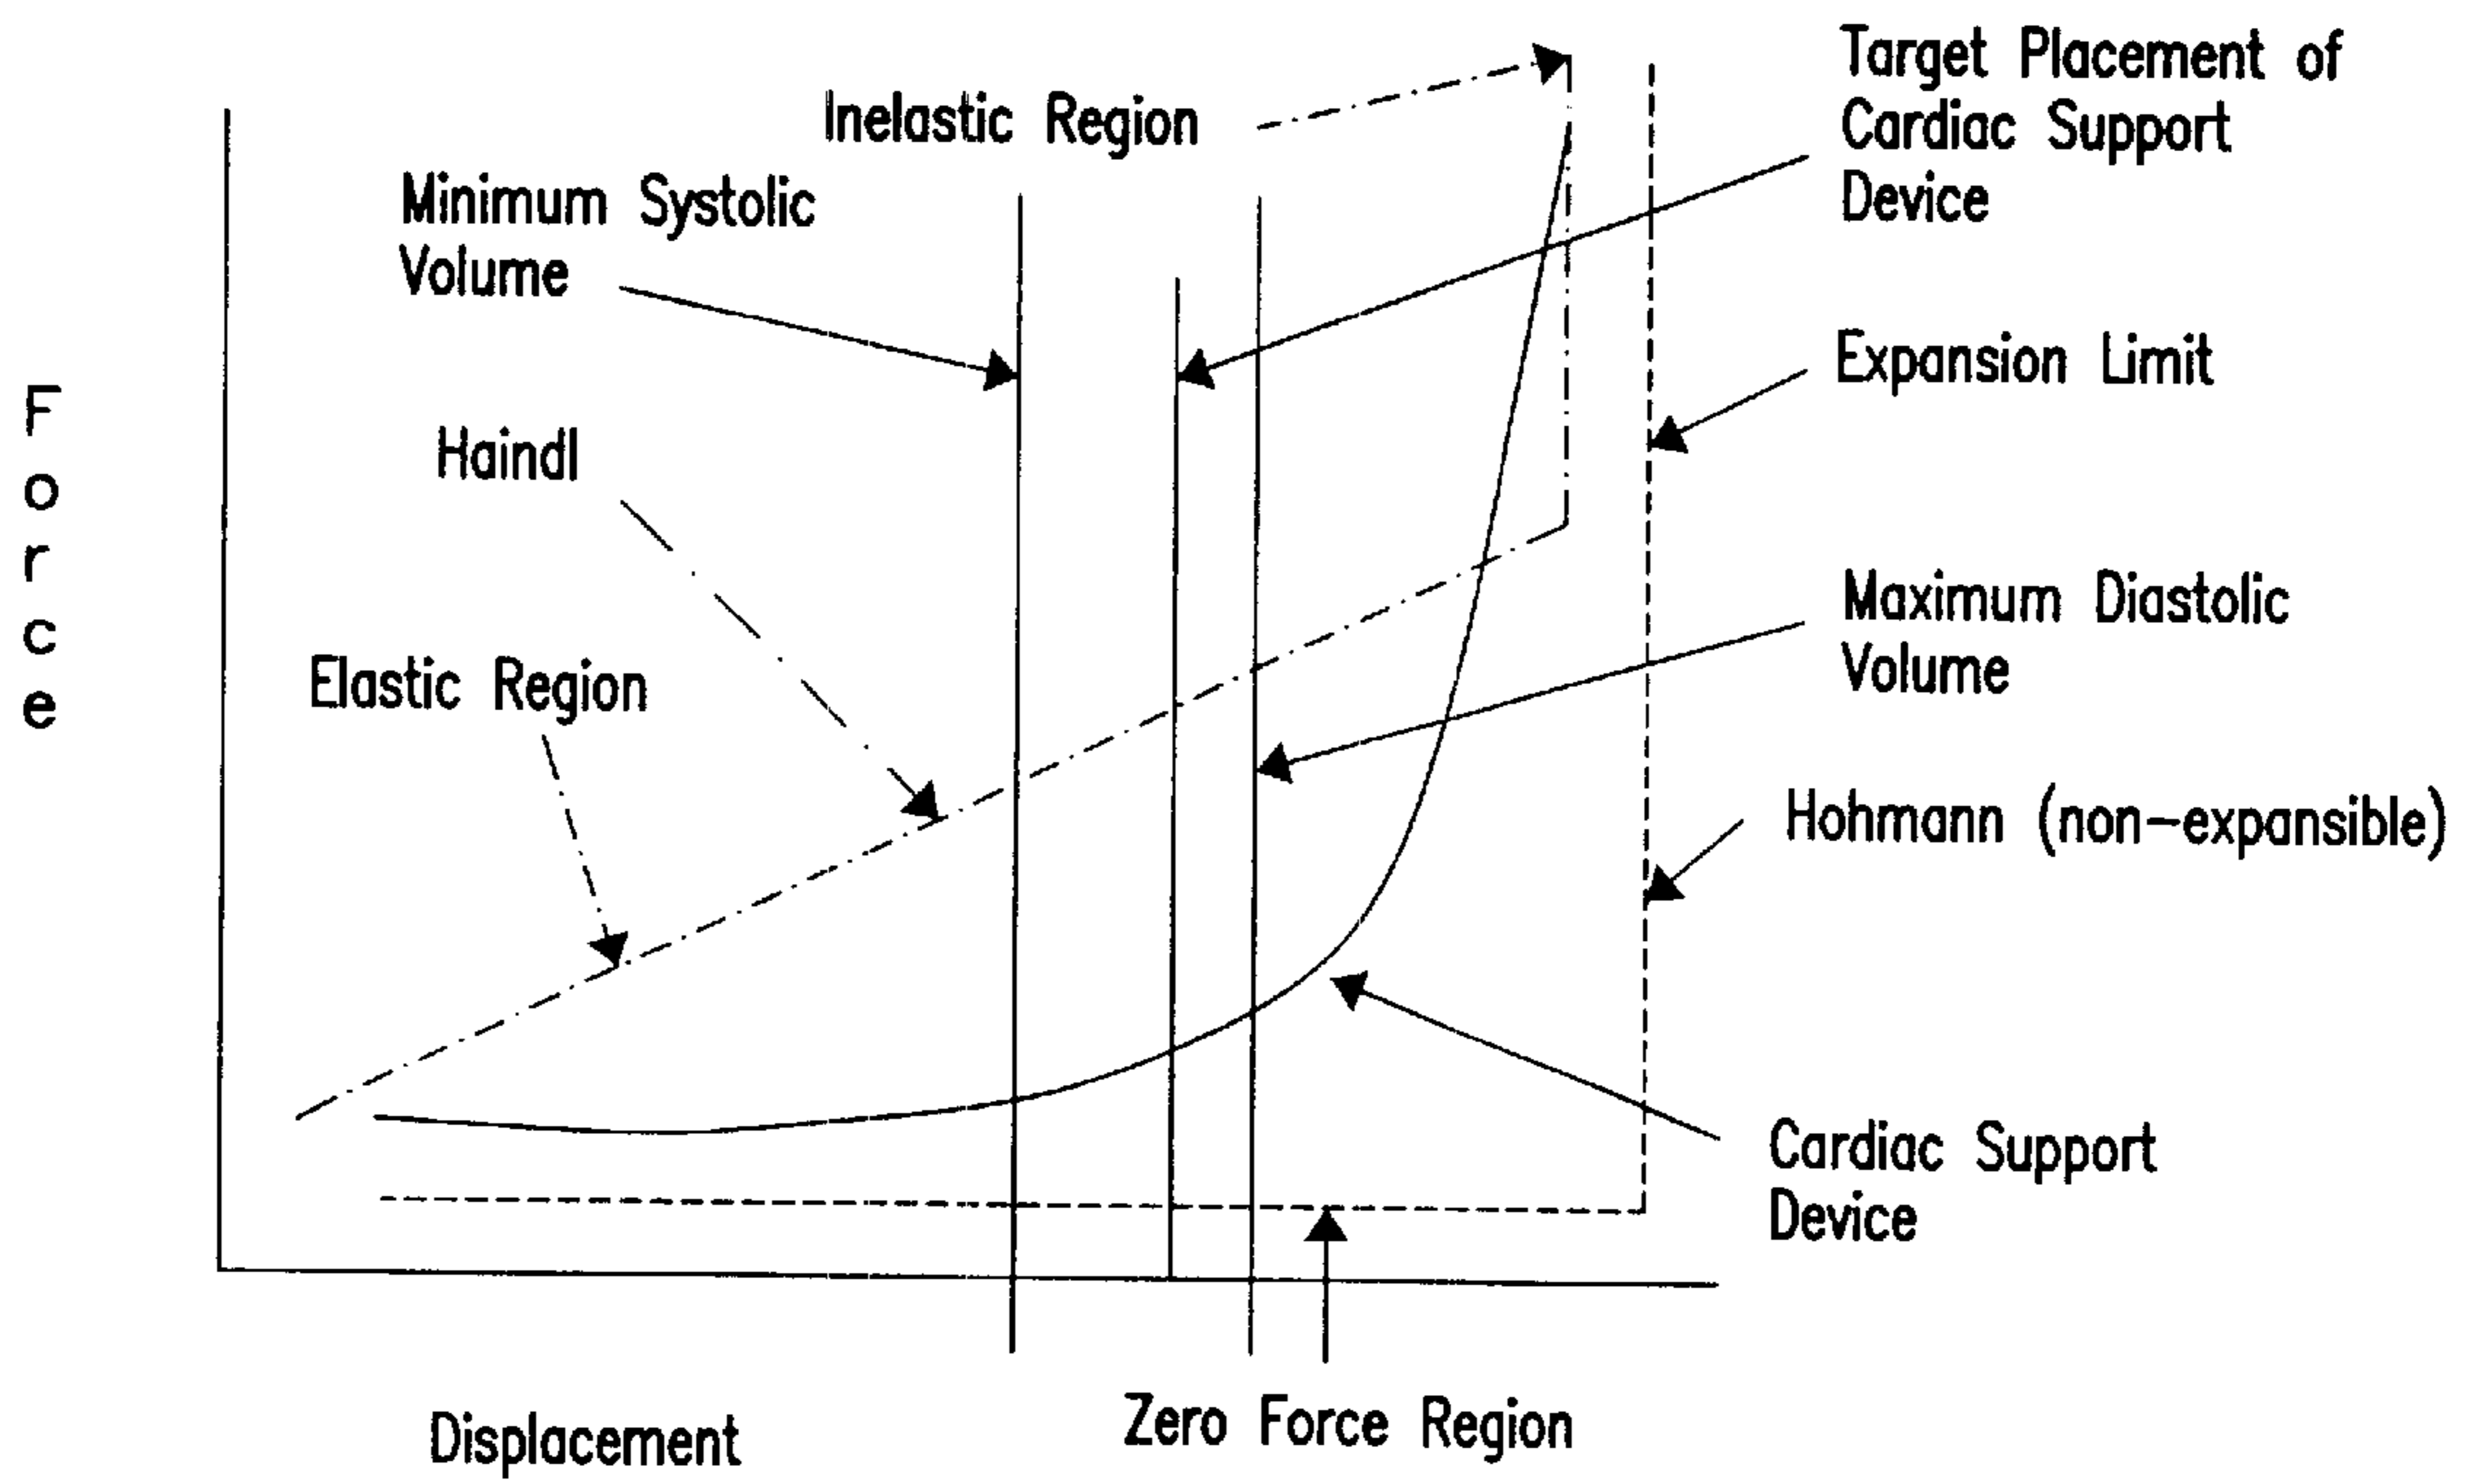 Target Placement of
Cardiac Support
Device
Inelastic Region
Minimum Systolic
Volume
Expansion Limit
Haindl
Force
Maximum Diastolic
Volume
Elastic Region
Hohmann (non-expansible)
Cardiac Support
Device
Zero Force Region
Displacement